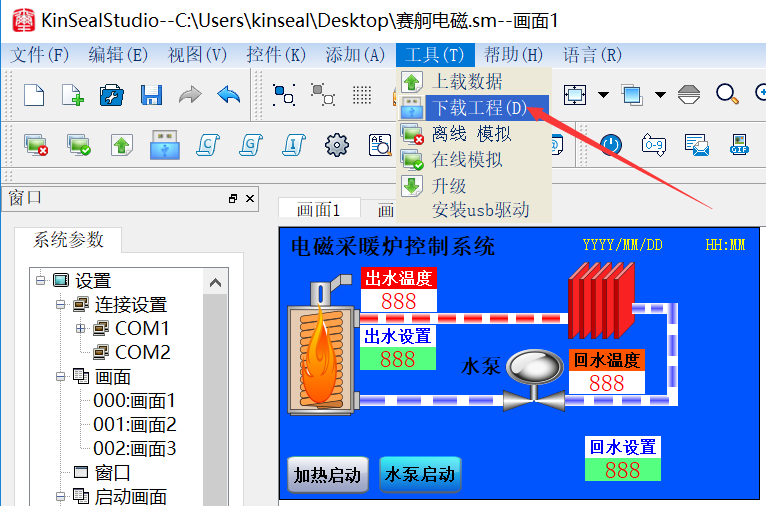 KinSealStudio--C:\Users\kinseal\Desktop\赛舸电磁.sm--画面1
文件(F) 编辑(E) 视图(V) 控件(K) 添加(A) 工具(T) 帮助(H) 语言(R)
上载数据
下载工程(D)
离线 模拟
在线模拟
升级
安装usb驱动
窗口
画面1
系统参数
设置
连接设置
COM1
COM2
画面
000:画面1
001:画面2
002:画面3
窗口
启动画面
电磁采暖炉控制系统 YYYY/MM/DD HH:MM
出水温度
888
出水设置
888
水泵
回水温度
888
回水设置
888
加热启动
水泵启动